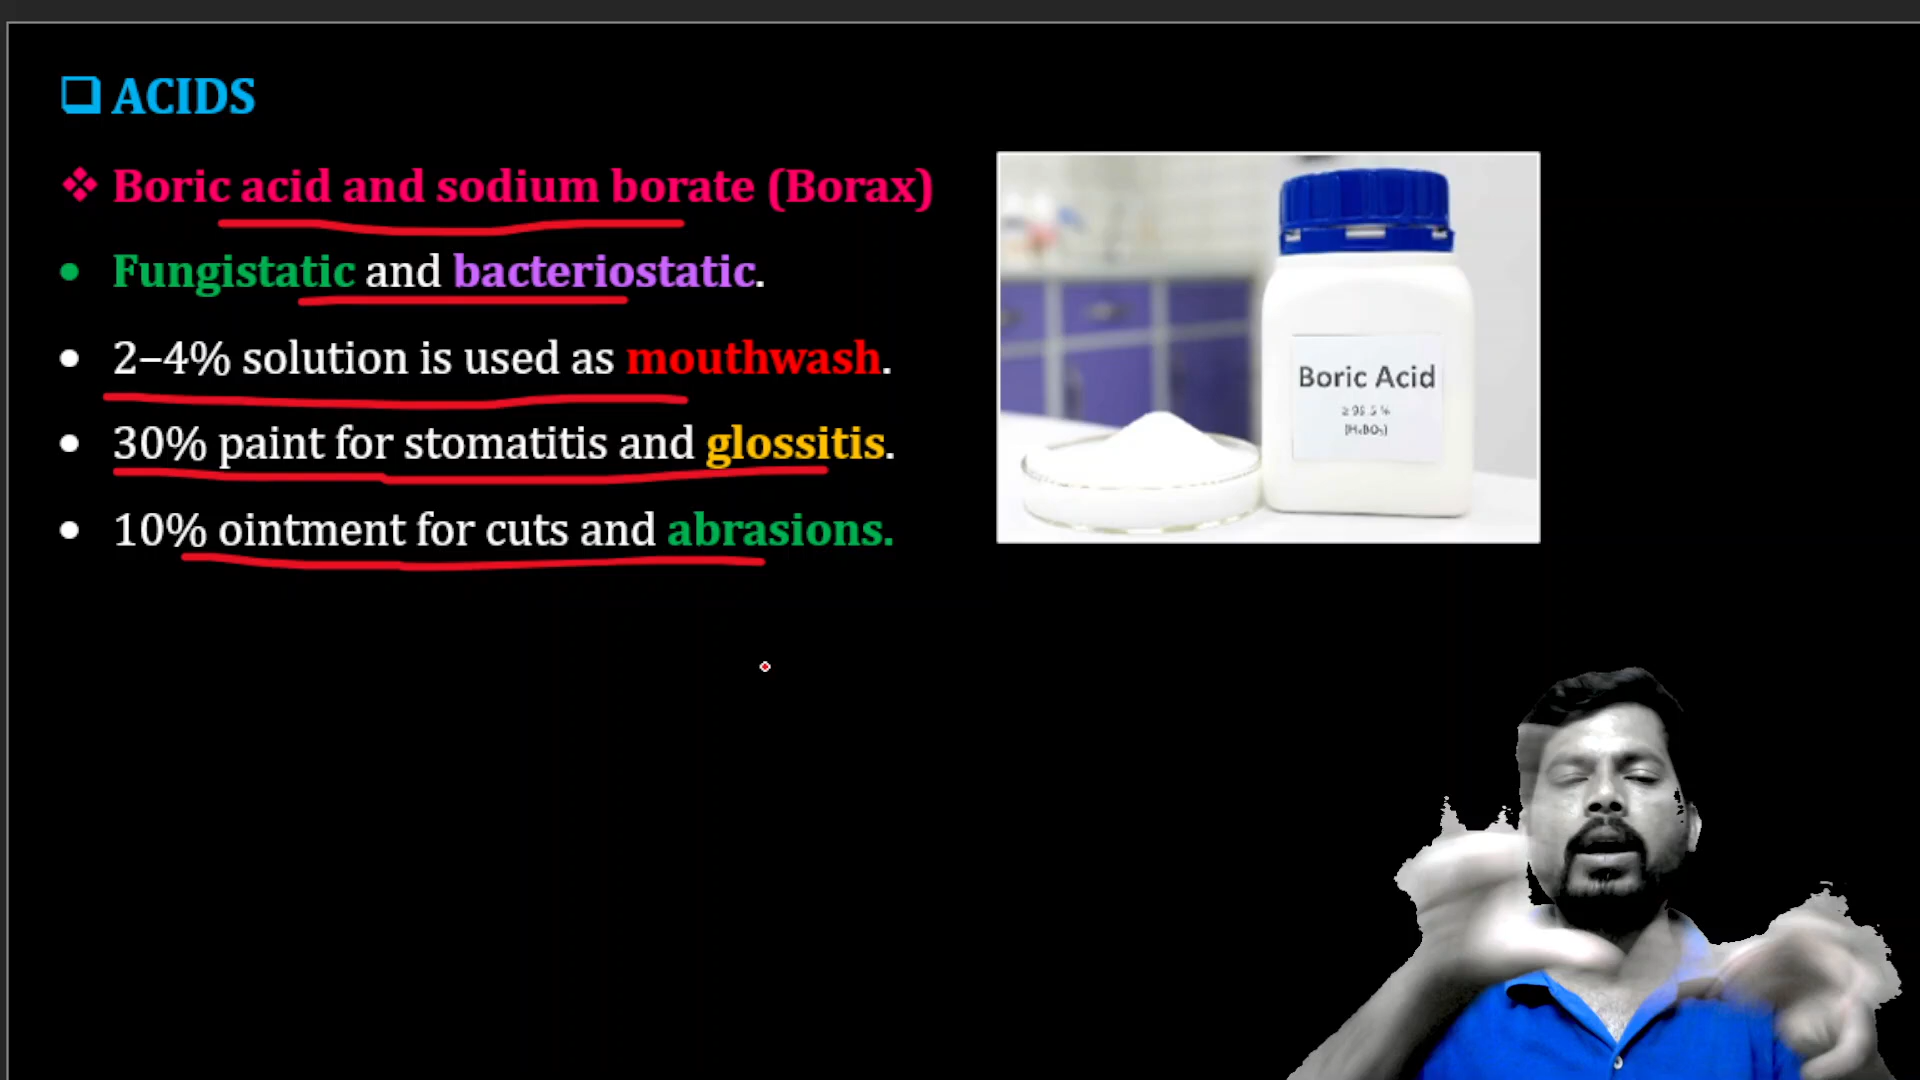 ACIDS
Boric acid and sodium borate (Borax)
Fungistatic and bacteriostatic.
2–4% solution is used as mouthwash.
30% paint for stomatitis and glossitis.
10% ointment for cuts and abrasions.
Boric Acid
(H₃BO₃)